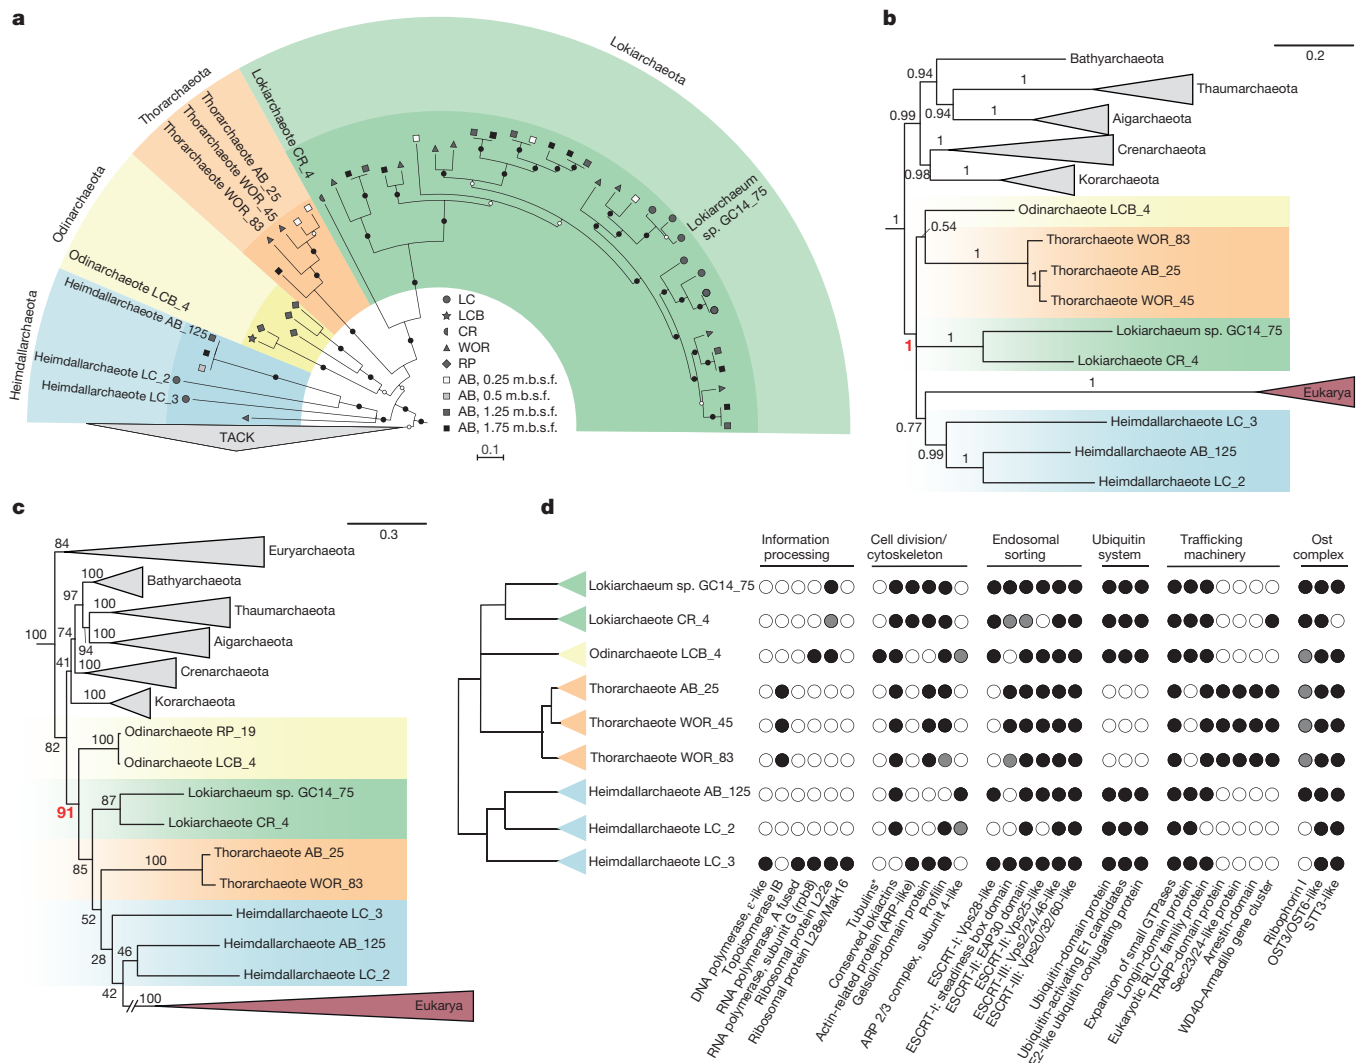 a
Lokiarchaeota
Thorarchaeota
Odinarchaeota
Heimdallarchaeota
Lokiarchaeote CR_4
Thorarchaeote AB_25
Thorarchaeote WOR_45
Thorarchaeote WOR_83
Odinarchaeote LCB_4
Heimdallarchaeote AB_125
Heimdallarchaeote LC_2
Heimdallarchaeote LC_3
Lokiarchaeum
sp. GC14_75
TACK
LC
LCB
CR
WOR
RP
AB, 0.25 m.b.s.f.
AB, 0.5 m.b.s.f.
AB, 1.25 m.b.s.f.
AB, 1.75 m.b.s.f.
0.1
b
0.2
Bathyarchaeota
0.94
1
Thaumarchaeota
0.99
0.94
1
Aigarchaeota
1
Crenarchaeota
0.98
1
Korarchaeota
1
Odinarchaeote LCB_4
0.54
Thorarchaeote WOR_83
1
Thorarchaeote AB_25
1
Thorarchaeote WOR_45
Lokiarchaeum sp. GC14_75
1
1
Lokiarchaeote CR_4
1
Eukarya
0.77
Heimdallarchaeote LC_3
0.99
1
Heimdallarchaeote AB_125
Heimdallarchaeote LC_2
c
0.3
84
Euryarchaeota
100
Bathyarchaeota
97
100
Thaumarchaeota
100
74
100
Aigarchaeota
94
41
100
Crenarchaeota
100
Korarchaeota
82
Odinarchaeote RP_19
100
Odinarchaeote LCB_4
Lokiarchaeum sp. GC14_75
87
91
Lokiarchaeote CR_4
85
100
Thorarchaeote AB_25
Thorarchaeote WOR_83
52
Heimdallarchaeote LC_3
46
Heimdallarchaeote AB_125
28
Heimdallarchaeote LC_2
42
100
Eukarya
d
Information
processing
Cell division/
cytoskeleton
Endosomal
sorting
Ubiquitin
system
Trafficking
machinery
Ost
complex
Lokiarchaeum sp. GC14_75
Lokiarchaeote CR_4
Odinarchaeote LCB_4
Thorarchaeote AB_25
Thorarchaeote WOR_45
Thorarchaeote WOR_83
Heimdallarchaeote AB_125
Heimdallarchaeote LC_2
Heimdallarchaeote LC_3
DNA polymerase, ε-like
Topoisomerase IB
RNA polymerase, A fused
RNA polymerase, subunit G (rpb8)
Ribosomal protein L22e
Ribosomal protein L28e/Mak16
Tubulins*
Conserved lokiactins
Actin-related protein (ARP-like)
Gelsolin-domain protein
Profilin
ARP 2/3 complex, subunit 4-like
ESCRT-I: Vps28-like
ESCRT-I: steadiness box domain
ESCRT-II: EAP30 domain
ESCRT-II: Vps25-like
ESCRT-III: Vps2/24/46-like
ESCRT-III: Vps20/32/60-like
Ubiquitin-domain protein
Ubiquitin-activating E1 candidates
E2-like ubiquitin conjugating protein
Expansion of small GTPases
Longin-domain protein
Eukaryotic RLC7 family protein
TRAPP-domain protein
Sec23/24-like protein
Arrestin-domain
WD40–Armadillo gene cluster
Ribophorin I
OST3/OST6-like
STT3-like